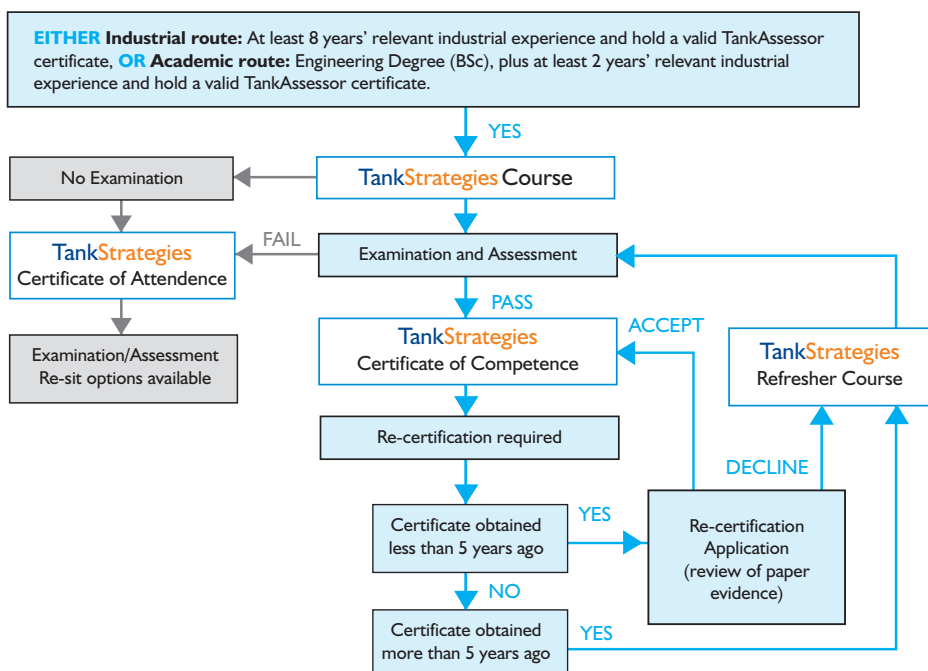 EITHER Industrial route: At least 8 years’ relevant industrial experience and hold a valid TankAssessor
certificate, OR Academic route: Engineering Degree (BSc), plus at least 2 years’ relevant industrial
experience and hold a valid TankAssessor certificate.
YES
No Examination
TankStrategies Course
FAIL
TankStrategies
Certificate of Attendence
Examination and Assessment
PASS
ACCEPT
Examination/Assessment
Re-sit options available
TankStrategies
Certificate of Competence
TankStrategies
Refresher Course
Re-certification required
DECLINE
Certificate obtained
less than 5 years ago
YES
Re-certification
Application
(review of paper
evidence)
NO
Certificate obtained
more than 5 years ago
YES